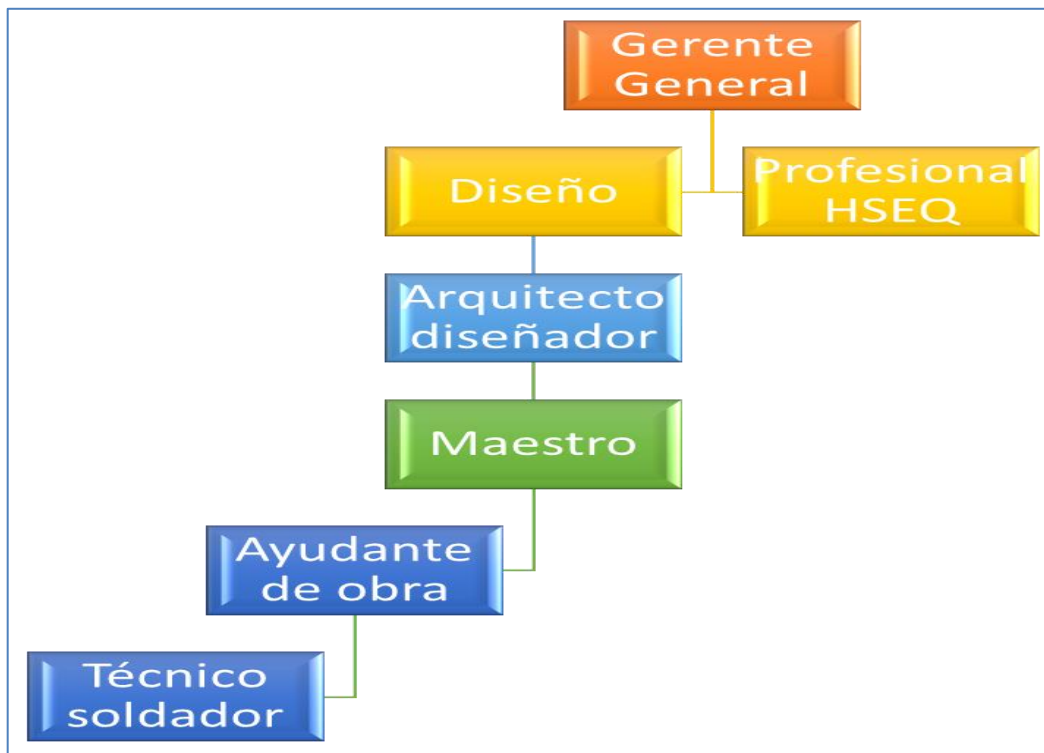 Gerente
General
Diseño
Profesional
HSEQ
Arquitecto
diseñador
Maestro
Ayudante
de obra
Técnico
soldador